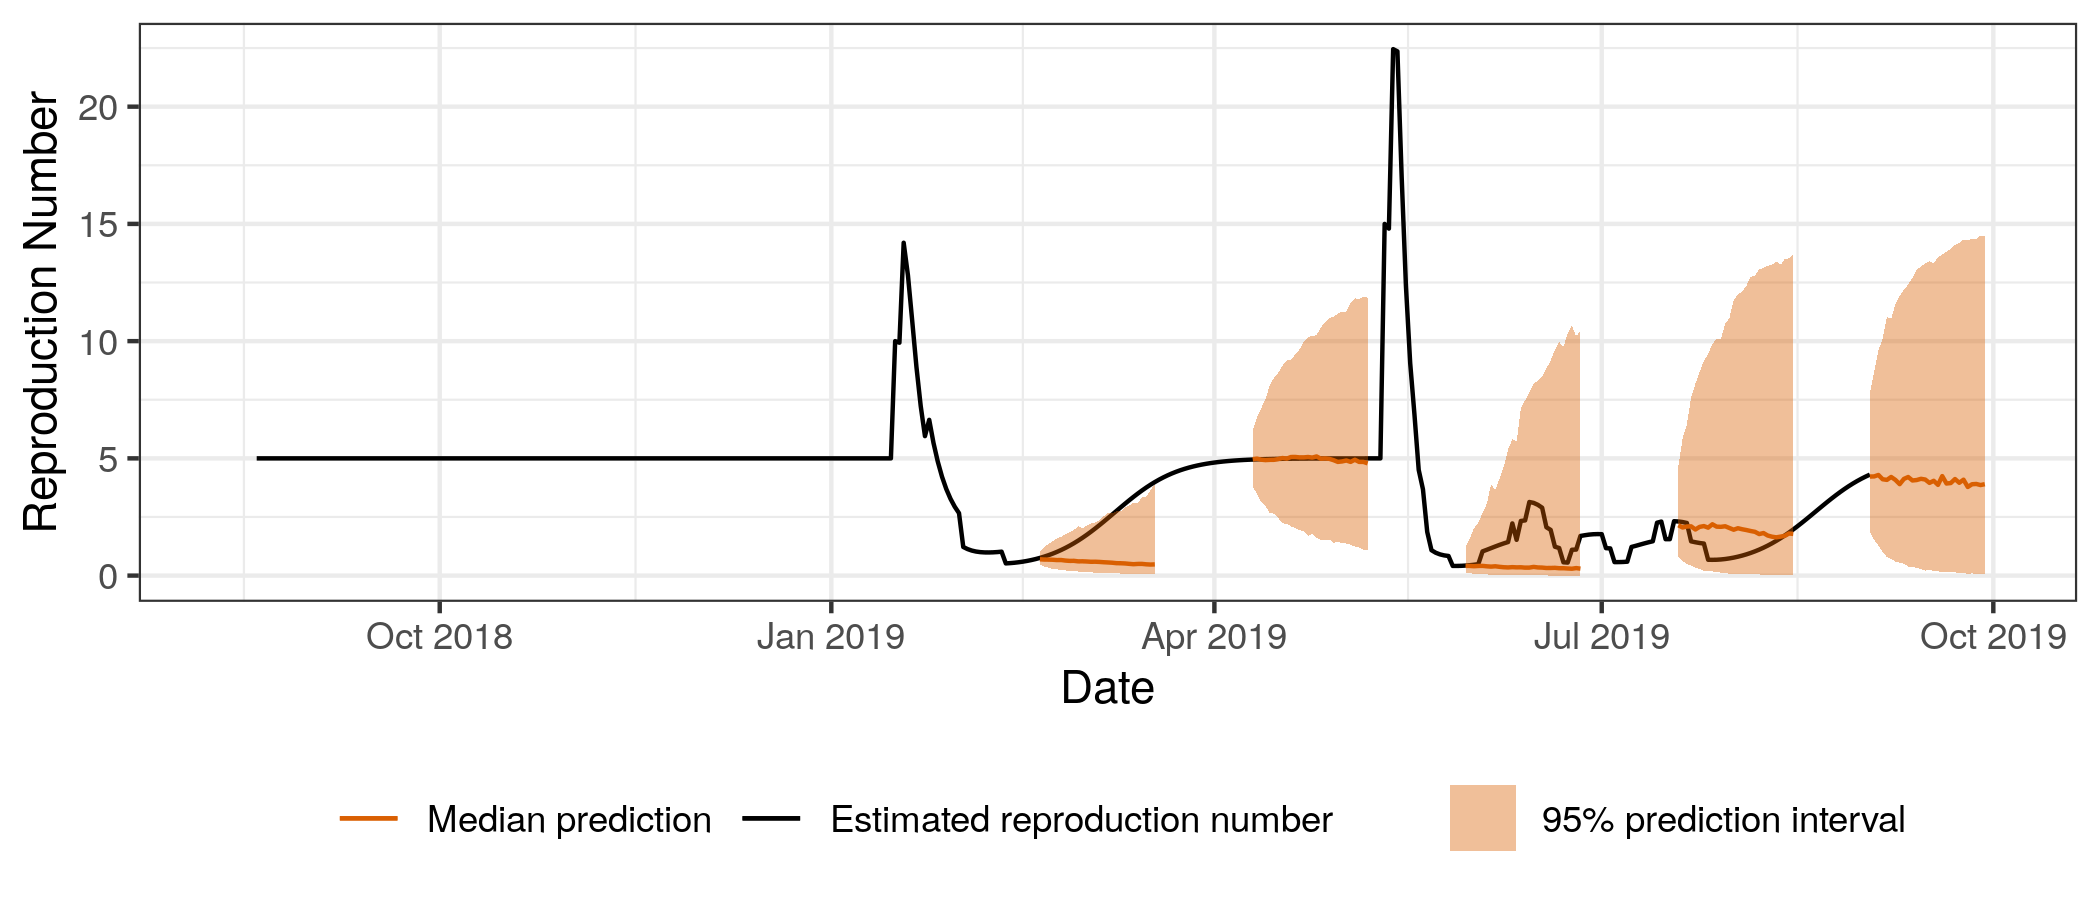 Reproduction Number
20
15
10
5
0
Oct 2018
Jan 2019
Apr 2019
Jul 2019
Oct 2019
Date
Median prediction
Estimated reproduction number
95% prediction interval